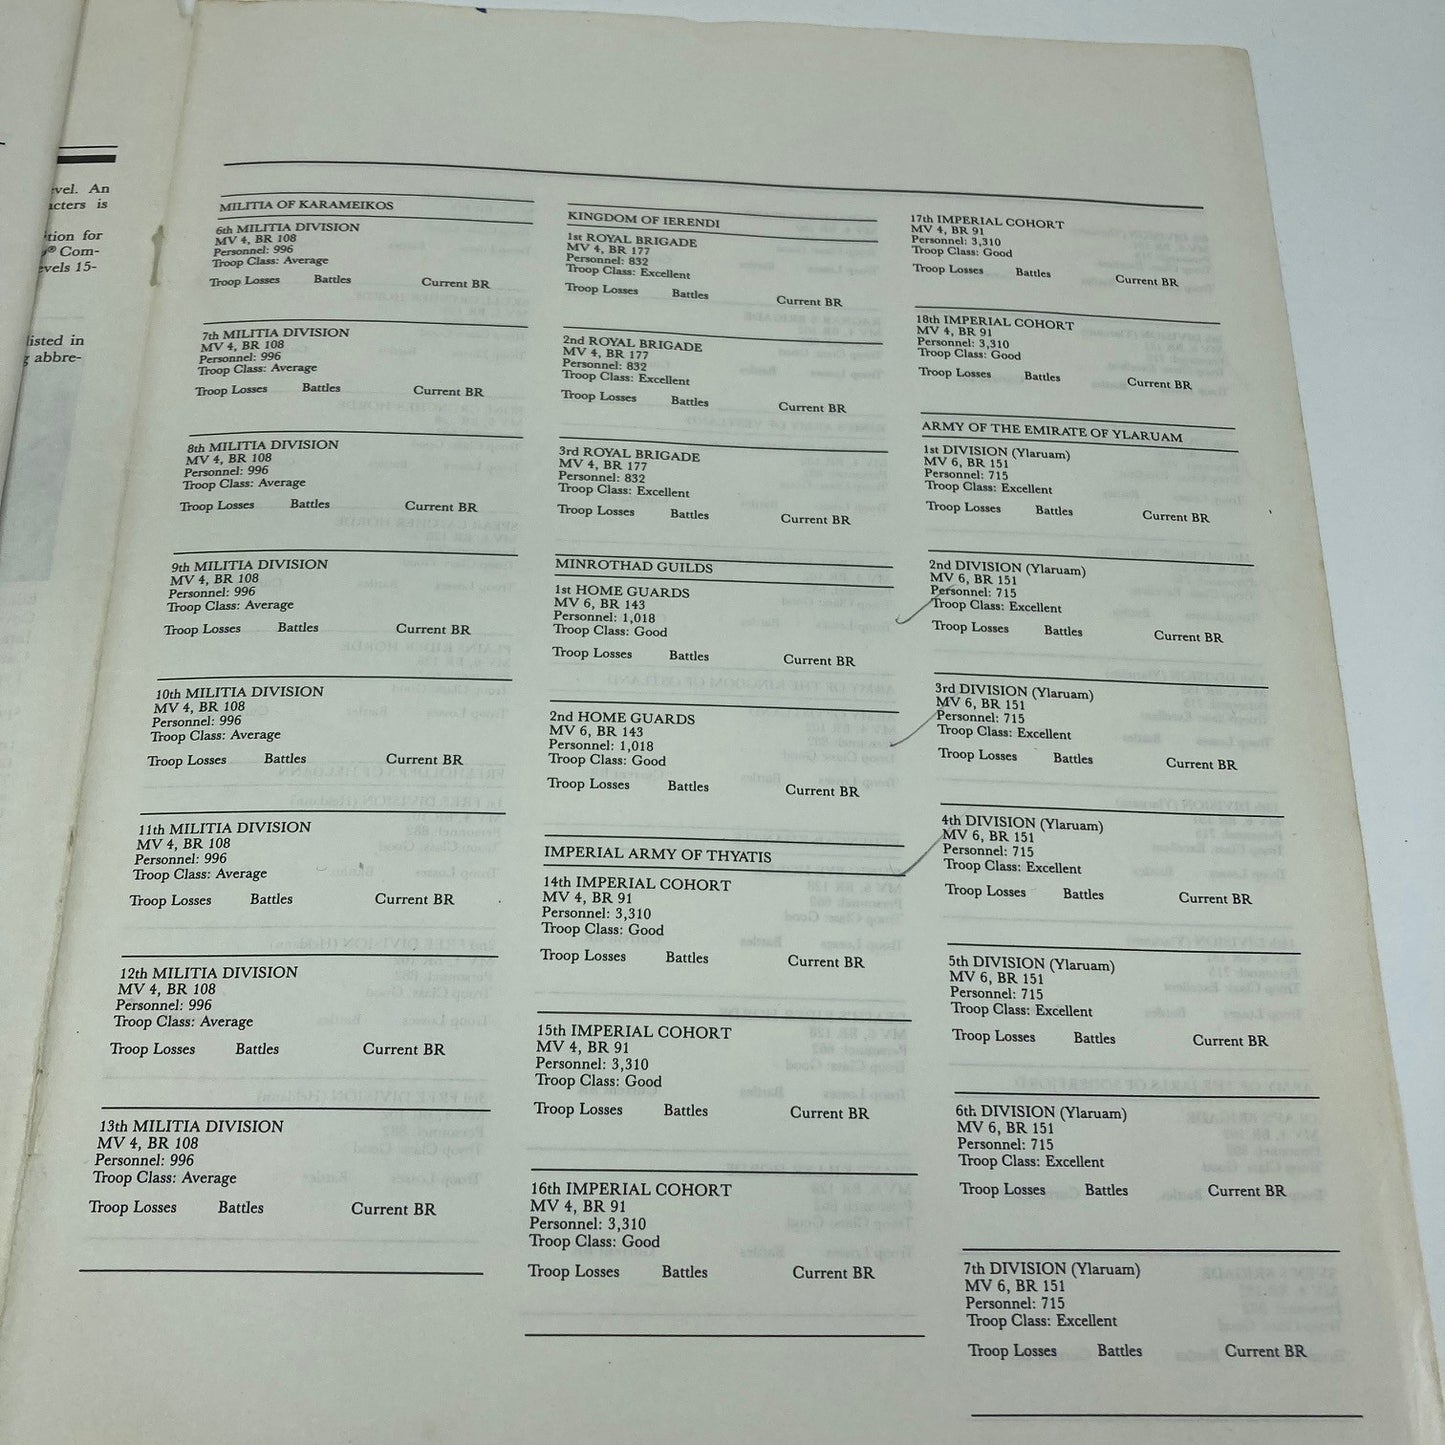 evel. An
acters is
tion for
® Com-
evels 15-
listed in
abbre-
MILITIA OF KARAMEIKOS
6th MILITIA DIVISION
MV 4, BR 108
Personnel: 996
Troop Class: Average
Troop Losses Battles Current BR
7th MILITIA DIVISION
MV 4, BR 108
Personnel: 996
Troop Class: Average
Troop Losses Battles Current BR
8th MILITIA DIVISION
MV 4, BR 108
Personnel: 996
Troop Class: Average
Troop Losses Battles Current BR
9th MILITIA DIVISION
MV 4, BR 108
Personnel: 996
Troop Class: Average
Troop Losses Battles Current BR
10th MILITIA DIVISION
MV 4, BR 108
Personnel: 996
Troop Class: Average
Troop Losses Battles Current BR
11th MILITIA DIVISION
MV 4, BR 108
Personnel: 996
Troop Class: Average
Troop Losses Battles Current BR
12th MILITIA DIVISION
MV 4, BR 108
Personnel: 996
Troop Class: Average
Troop Losses Battles Current BR
13th MILITIA DIVISION
MV 4, BR 108
Personnel: 996
Troop Class: Average
Troop Losses Battles Current BR
KINGDOM OF IERENDI
1st ROYAL BRIGADE
MV 4, BR 177
Personnel: 832
Troop Class: Excellent
Troop Losses Battles Current BR
2nd ROYAL BRIGADE
MV 4, BR 177
Personnel: 832
Troop Class: Excellent
Troop Losses Battles Current BR
3rd ROYAL BRIGADE
MV 4, BR 177
Personnel: 832
Troop Class: Excellent
Troop Losses Battles Current BR
MINROTHAD GUILDS
1st HOME GUARDS
MV 6, BR 143
Personnel: 1,018
Troop Class: Good
Troop Losses Battles Current BR
2nd HOME GUARDS
MV 6, BR 143
Personnel: 1,018
Troop Class: Good
Troop Losses Battles Current BR
IMPERIAL ARMY OF THYATIS
14th IMPERIAL COHORT
MV 4, BR 91
Personnel: 3,310
Troop Class: Good
Troop Losses Battles Current BR
15th IMPERIAL COHORT
MV 4, BR 91
Personnel: 3,310
Troop Class: Good
Troop Losses Battles Current BR
16th IMPERIAL COHORT
MV 4, BR 91
Personnel: 3,310
Troop Class: Good
Troop Losses Battles Current BR
17th IMPERIAL COHORT
MV 4, BR 91
Personnel: 3,310
Troop Class: Good
Troop Losses Battles Current BR
18th IMPERIAL COHORT
MV 4, BR 91
Personnel: 3,310
Troop Class: Good
Troop Losses Battles Current BR
ARMY OF THE EMIRATE OF YLARUAM
1st DIVISION (Ylaruam)
MV 6, BR 151
Personnel: 715
Troop Class: Excellent
Troop Losses Battles Current BR
2nd DIVISION (Ylaruam)
MV 6, BR 151
Personnel: 715
Troop Class: Excellent
Troop Losses Battles Current BR
3rd DIVISION (Ylaruam)
MV 6, BR 151
Personnel: 715
Troop Class: Excellent
Troop Losses Battles Current BR
4th DIVISION (Ylaruam)
MV 6, BR 151
Personnel: 715
Troop Class: Excellent
Troop Losses Battles Current BR
5th DIVISION (Ylaruam)
MV 6, BR 151
Personnel: 715
Troop Class: Excellent
Troop Losses Battles Current BR
6th DIVISION (Ylaruam)
MV 6, BR 151
Personnel: 715
Troop Class: Excellent
Troop Losses Battles Current BR
7th DIVISION (Ylaruam)
MV 6, BR 151
Personnel: 715
Troop Class: Excellent
Troop Losses Battles Current BR